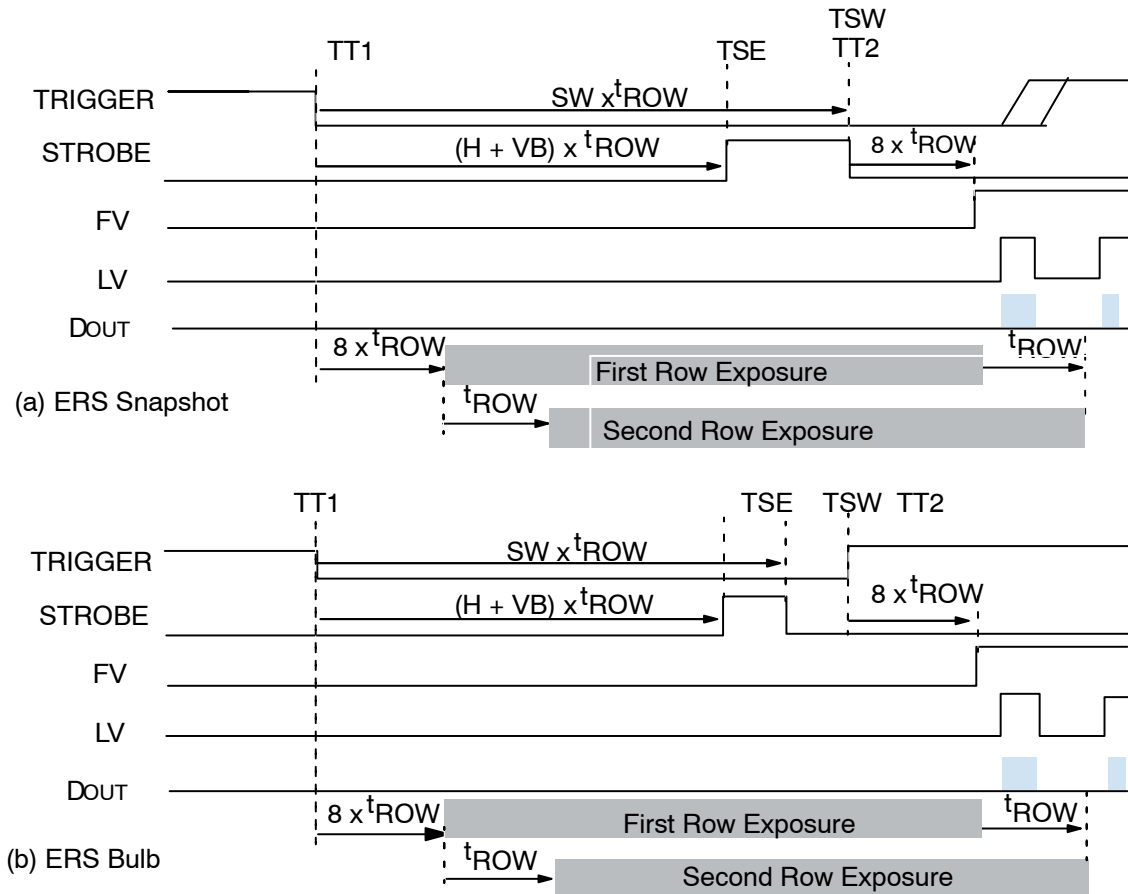 TT1
TSE
TSW
TT2
TRIGGER
SW x tROW
STROBE
(H + VB) x tROW
8 x tROW
FV
LV
DOUT
8 x tROW
First Row Exposure
tROW
(a) ERS Snapshot
tROW
Second Row Exposure
TT1
TSE
TSW
TT2
TRIGGER
SW x tROW
STROBE
(H + VB) x tROW
8 x tROW
FV
LV
DOUT
8 x tROW
First Row Exposure
tROW
(b) ERS Bulb
tROW
Second Row Exposure